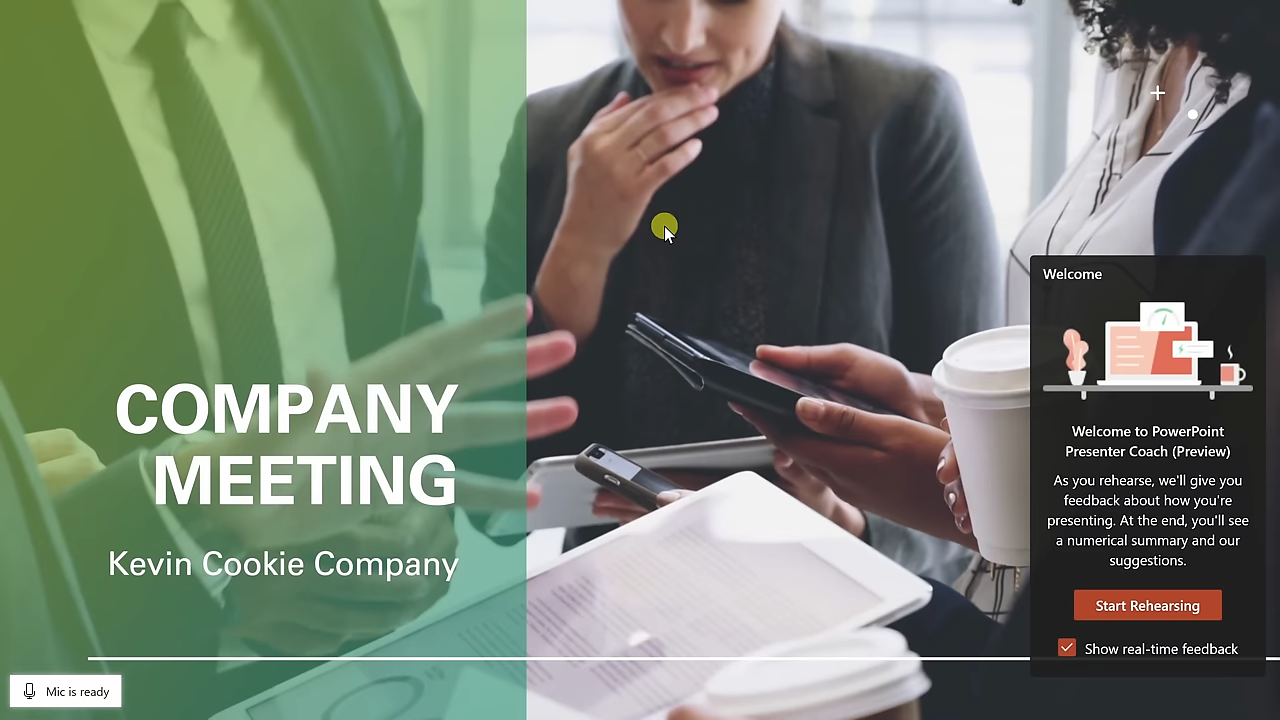 COMPANY
MEETING
Kevin Cookie Company
Mic is ready
Welcome
Welcome to PowerPoint
Presenter Coach (Preview)
As you rehearse, we'll give you
feedback about how you're
presenting. At the end, you'll see
a numerical summary and our
suggestions.
Start Rehearsing
Show real-time feedback